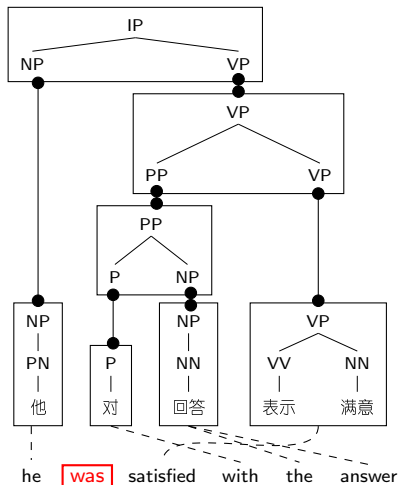 IP
NP VP
VP
PP VP
PP
P NP
NP NP VP
PN P NN VV NN
他 对 回答 表示 满意
he was satisfied with the answer